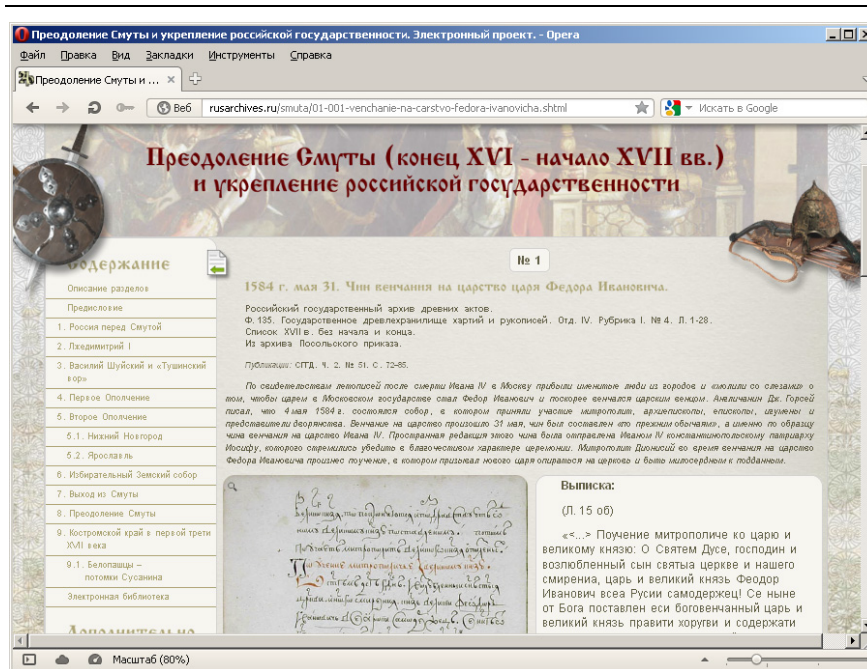 Преодоление Смуты и укрепление российской государственности. Электронный проект. - Opera
Файл Правка Вид Закладки Инструменты Справка
Преодоление Смуты и ...
Веб rusarchives.ru/smuta/01-001-venchanie-na-carstvo-fedora-ivanovicha.shtml Искать в Google
Преодоление Смуты (конец XVI - начало XVII вв.)
и укрепление российской государственности
Содержание
Описание разделов
Предисловие
1. Россия перед Смутой
2. Лжедимитрий I
3. Василий Шуйский и «Тушинский
вор»
4. Первое Ополчение
5. Второе Ополчение
5.1. Нижний Новгород
5.2. Ярославль
6. Избирательный Земский собор
7. Выход из Смуты
8. Преодоление Смуты
9. Костромской край в первой трети
XVII века
9.1. Белопашцы –
потомки Сусанина
Электронная библиотека
Дополнительно
№ 1
1584 г. мая 31. Чин венчания на царство царя Федора Ивановича.
Российский государственный архив древних актов.
Ф. 135. Государственное древлехранилище хартий и рукописей. Отд. IV. Рубрика I. № 4. Л. 1-28.
Список XVII в. без начала и конца.
Из архива Посольского приказа.
Публикация: СГГД. Ч. 2. № 51. С. 72–85.
По свидетельствам летописей после смерти Ивана IV в Москву прибыли именитые люди из городов и «молили со слезами» о
том, чтобы царем в Московском государстве стал Федор Иванович и поскорее венчался царским венцом. Англичанин Дж. Горсей
писал, что 4 мая 1584 г. состоялся собор, в котором приняли участие митрополит, архиепископы, епископы, игумены и
представители дворянства. Венчание на царство произошло 31 мая, чин был составлен «по прежним обычаям», а именно по образцу
чина венчания на царство Ивана IV. Пространная редакция этого чина была отправлена Иваном IV константинопольскому патриарху
Иосифу, которого стремились убедить в благочестивом характере церемонии. Митрополит Дионисий во время венчания на царство
Федора Ивановича произнес поучение, в котором призывал нового царя опираться на церковь и быть милосердным к подданным.
Выписка:
(Л. 15 об)
«<...> Поучение митрополиче ко царю и
великому князю: О Святем Дусе, господин и
возлюбленный сын святыа церкве и нашего
смирениа, царь и великий князь Феодор
Иванович всеа Русии самодержец! Се ныне
от Бога поставлен еси боговенчанный царь и
великий князь правити хоругви и содержати
Масштаб (80%)